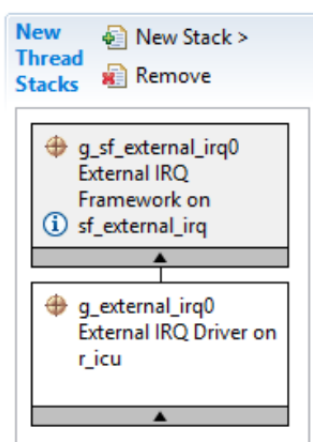 New
Thread
Stacks
New Stack >
Remove
g_sf_external_irq0
External IRQ
Framework on
sf_external_irq
g_external_irq0
External IRQ Driver on
r_icu